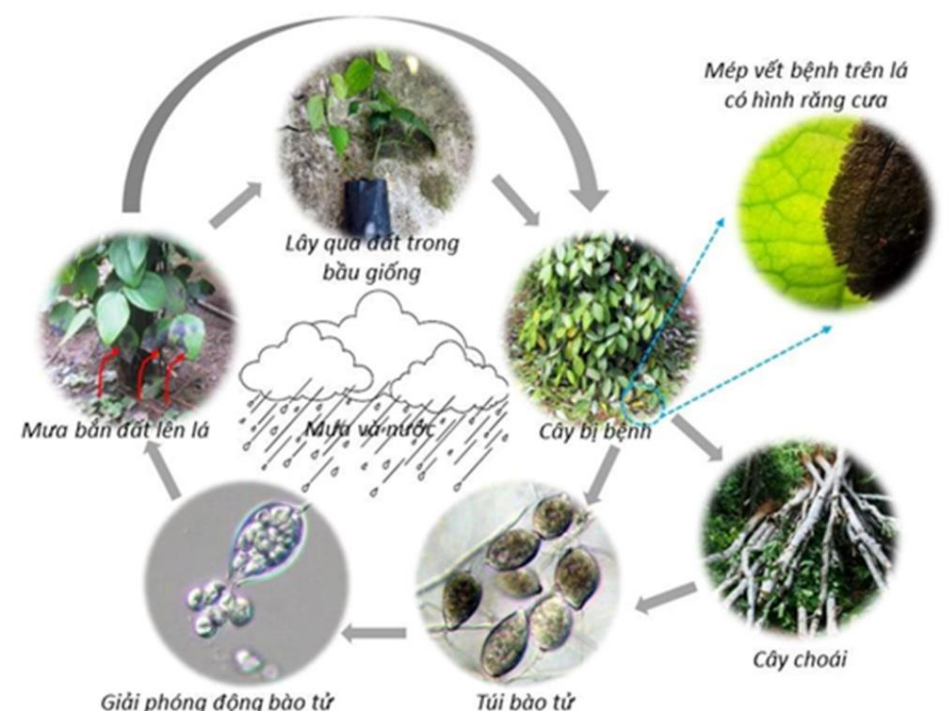 Mép vết bệnh trên lá
có hình răng cưa
Lây qua đất trong
bầu giống
Mưa bắn đất lên lá
Mưa và nước
Cây bị bệnh
Cây choái
Giải phóng động bào tử
Túi bào tử